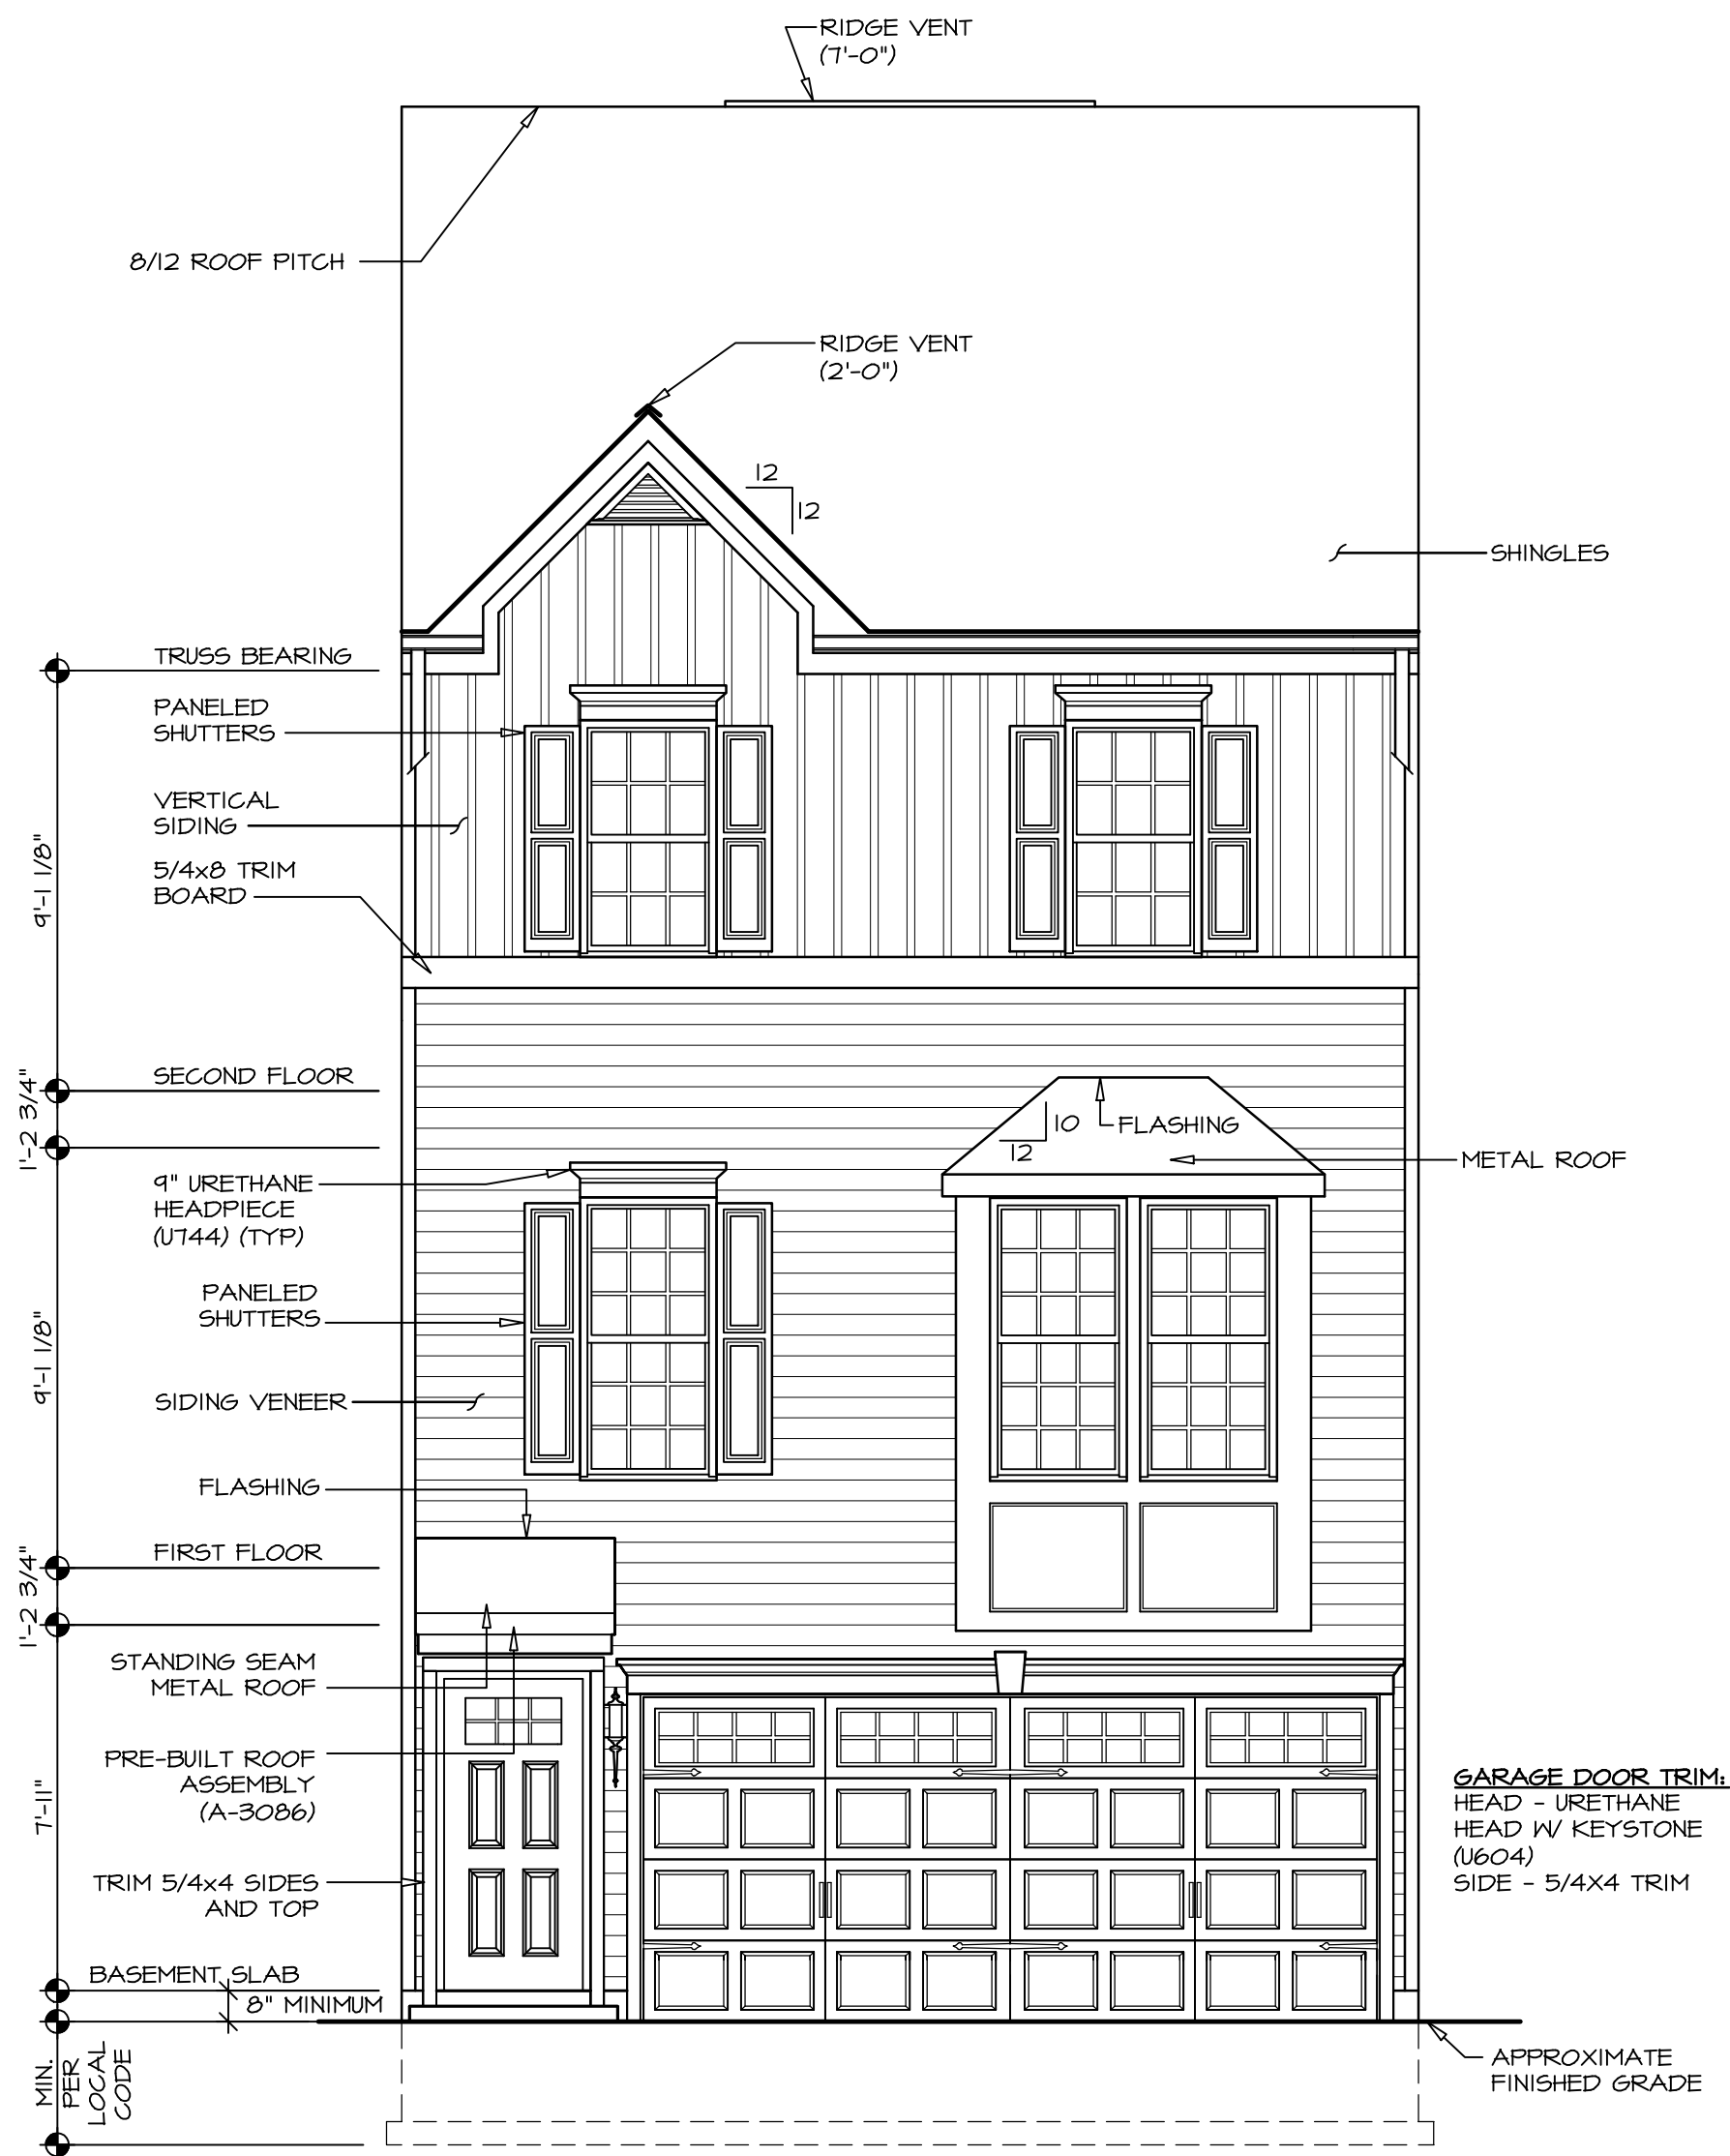 RIDGE VENT
(7'-0")
8/12 ROOF PITCH
RIDGE VENT
(2'-0")
12
12
SHINGLES
TRUSS BEARING
PANELED
SHUTTERS
VERTICAL
SIDING
5/4x8 TRIM
BOARD
9'-1 1/8"
SECOND FLOOR
1'-2 3/4"
10
12
FLASHING
METAL ROOF
9" URETHANE
HEADPIECE
(U744) (TYP)
PANELED
SHUTTERS
9'-1 1/8"
SIDING VENEER
FLASHING
FIRST FLOOR
1'-2 3/4"
STANDING SEAM
METAL ROOF
PRE-BUILT ROOF
ASSEMBLY
(A-3086)
7'-11"
TRIM 5/4x4 SIDES
AND TOP
GARAGE DOOR TRIM:
HEAD - URETHANE
HEAD W/ KEYSTONE
(U604)
SIDE - 5/4X4 TRIM
BASEMENT SLAB
8" MINIMUM
MIN.
PER
LOCAL
CODE
APPROXIMATE
FINISHED GRADE